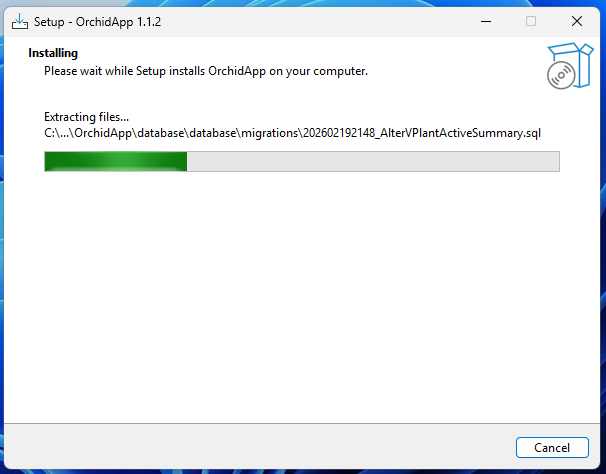 Setup - OrchidApp 1.1.2
Installing
Please wait while Setup installs OrchidApp on your computer.
Extracting files...
C:\...\OrchidApp\database\database\migrations\202602192148_AlterVPlantActiveSummary.sql
Cancel